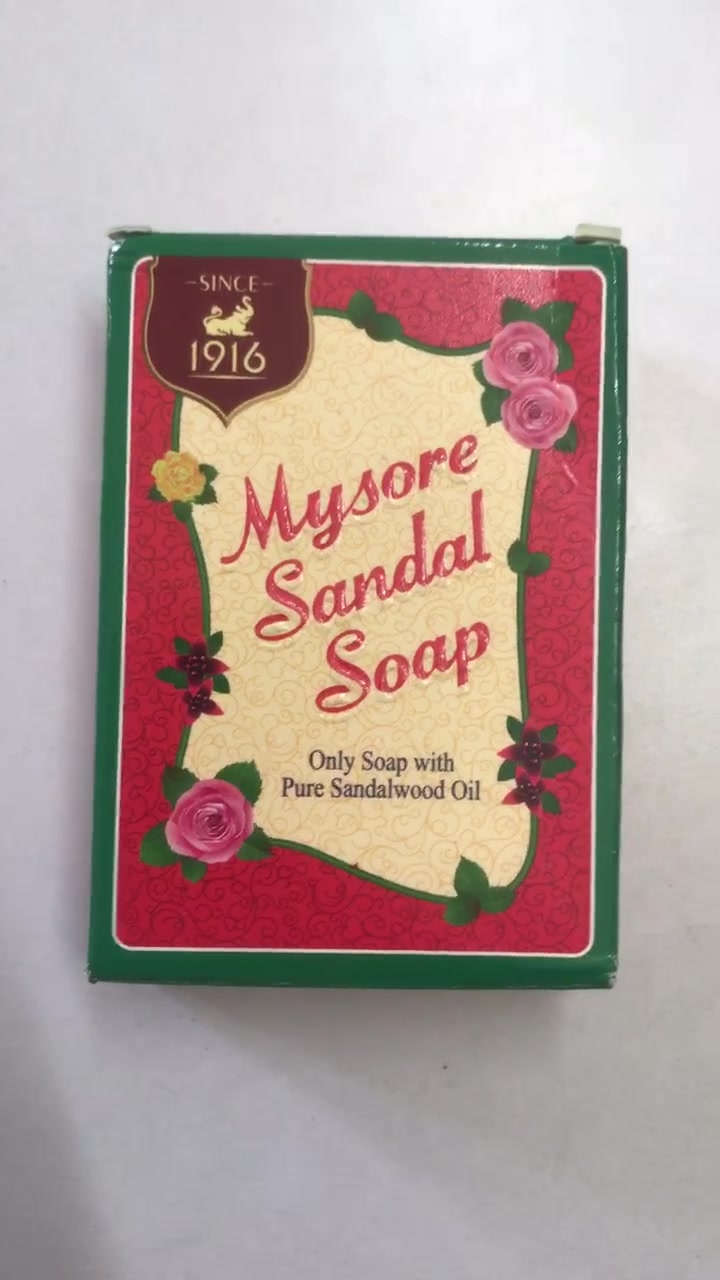 -SINCE-
1916
Mysore
Sandal
Soap
Only Soap with
Pure Sandalwood Oil